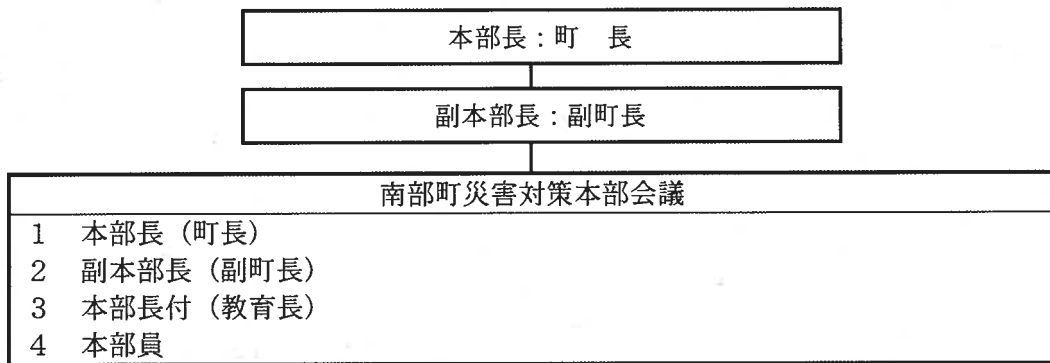 本部長：町　長
副本部長：副町長
南部町災害対策本部会議
1　本部長（町長）
2　副本部長（副町長）
3　本部長付（教育長）
4　本部員